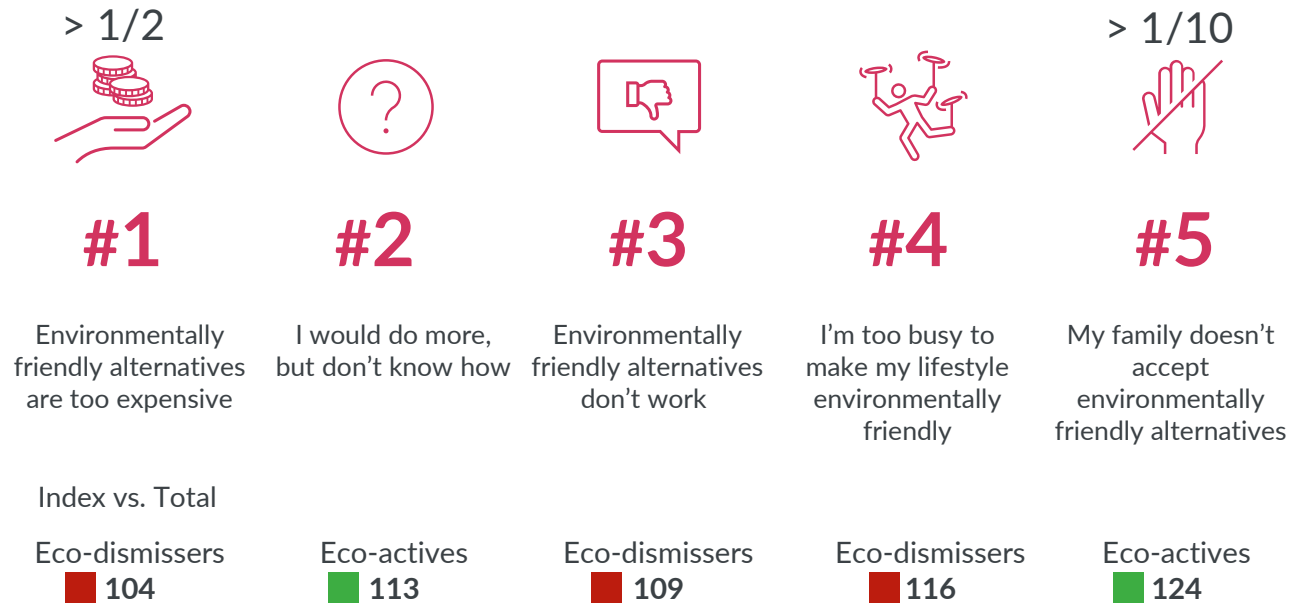 > 1/2
> 1/10
#1
#2
#3
#4
#5
Environmentally
friendly alternatives
are too expensive
I would do more,
but don't know how
Environmentally
friendly alternatives
don't work
I'm too busy to
make my lifestyle
environmentally
friendly
My family doesn't
accept
environmentally
friendly alternatives
Index vs. Total
Eco-dismissers
104
Eco-actives
113
Eco-dismissers
109
Eco-dismissers
116
Eco-actives
124